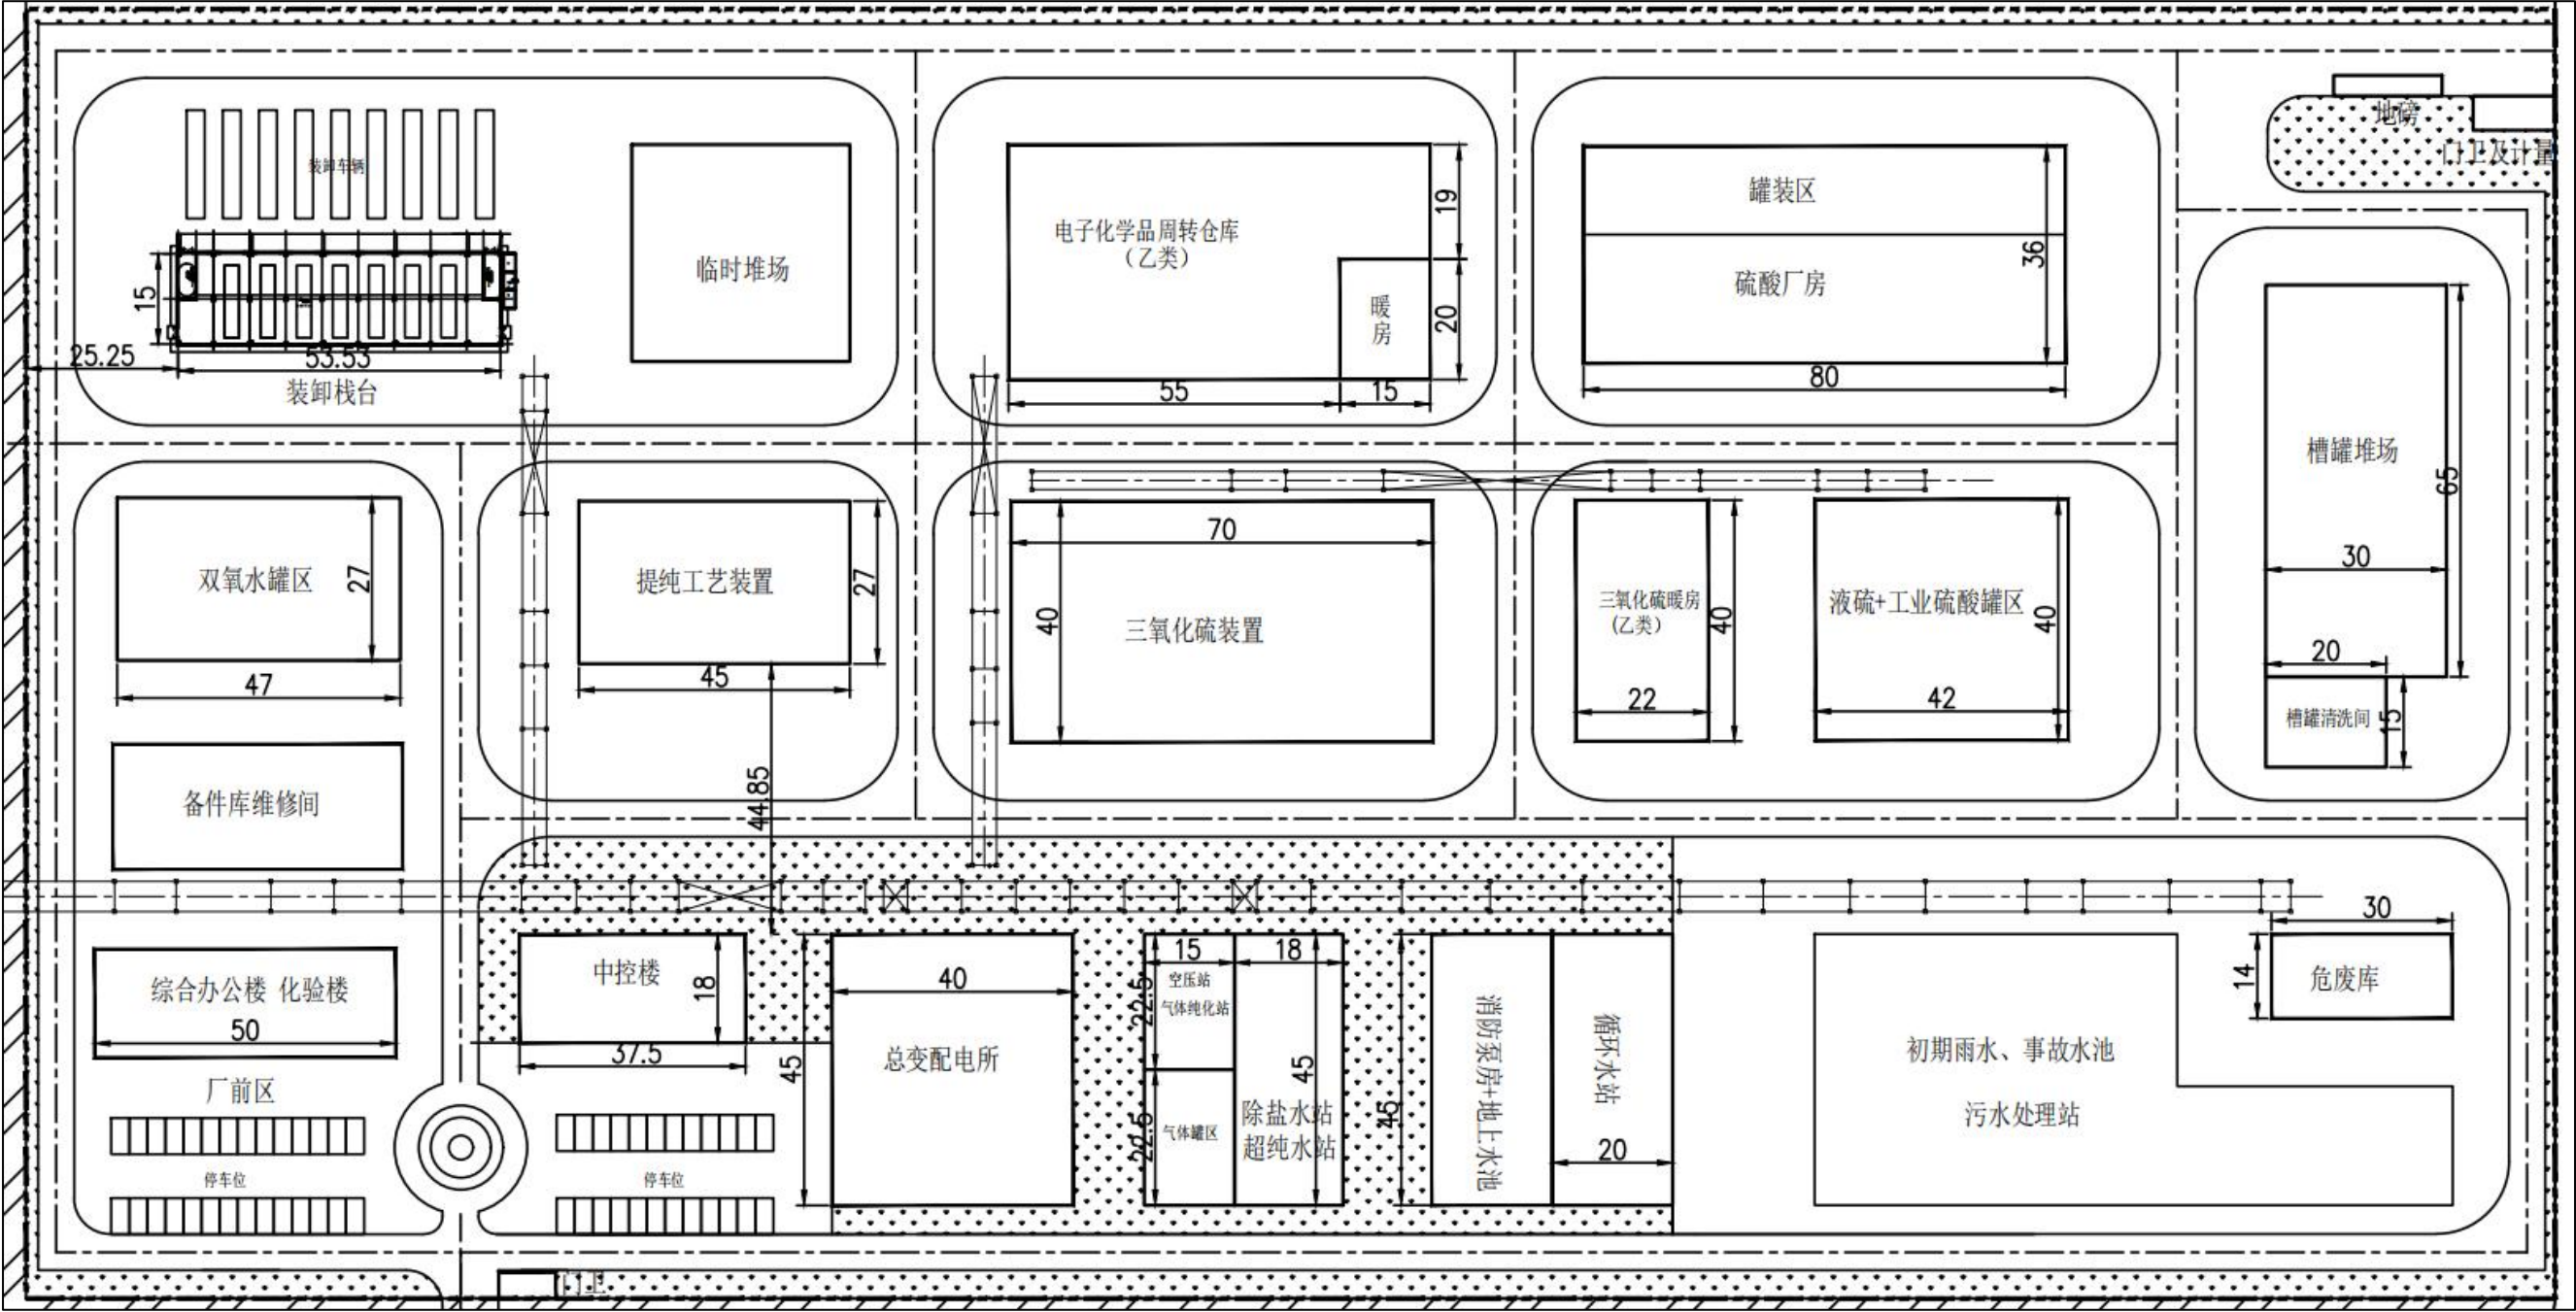 装卸车辆
15
25.25
53.53
装卸栈台
临时堆场
电子化学品周转仓库
（乙类）
暖
房
19
20
55
15
罐装区
硫酸厂房
36
80
地磅
门卫及计量
槽罐堆场
65
30
20
槽罐清洗间
15
双氧水罐区
27
47
提纯工艺装置
27
45
44.85
70
40
三氧化硫装置
三氧化硫暖房
(乙类）
40
22
液硫+工业硫酸罐区
40
42
备件库维修间
综合办公楼 化验楼
50
厂前区
停车位
中控楼
18
37.5
停车位
45
40
总变配电所
15
18
空压站
气体纯化站
22.5
气体罐区
22.5
45
除盐水站
超纯水站
45
消防泵房+地上水池
循环水站
20
初期雨水、事故水池
污水处理站
30
14
危废库
门卫